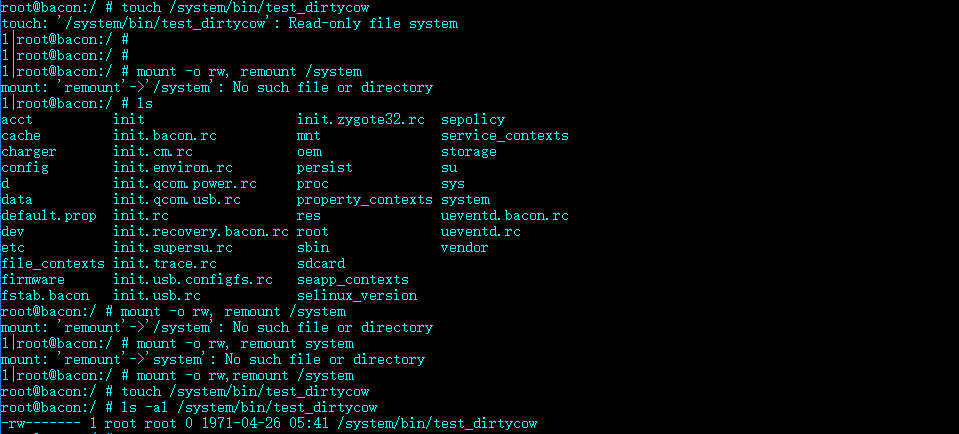 root@bacon:/ # touch /system/bin/test_dirtycow
touch: '/system/bin/test_dirtycow': Read-only file system
1|root@bacon:/ #
1|root@bacon:/ #
1|root@bacon:/ # mount -o rw, remount /system
mount: 'remount'->'/system': No such file or directory
1|root@bacon:/ # ls
acct init init.zygote32.rc sepolicy
cache init.bacon.rc mnt service_contexts
charger init.cm.rc oem storage
config init.environ.rc persist su
d init.qcom.power.rc proc sys
data init.qcom.usb.rc property_contexts system
default.prop init.rc res ueventd.bacon.rc
dev init.recovery.bacon.rc root ueventd.rc
etc init.supersu.rc sbin vendor
file_contexts init.trace.rc sdcard
firmware init.usb.configfs.rc seapp_contexts
fstab.bacon init.usb.rc selinux_version
root@bacon:/ # mount -o rw, remount /system
mount: 'remount'->'/system': No such file or directory
1|root@bacon:/ # mount -o rw, remount system
mount: 'remount'->'system': No such file or directory
1|root@bacon:/ # mount -o rw,remount /system
root@bacon:/ # touch /system/bin/test_dirtycow
root@bacon:/ # ls -al /system/bin/test_dirtycow
-rw------- 1 root root 0 1971-04-26 05:41 /system/bin/test_dirtycow